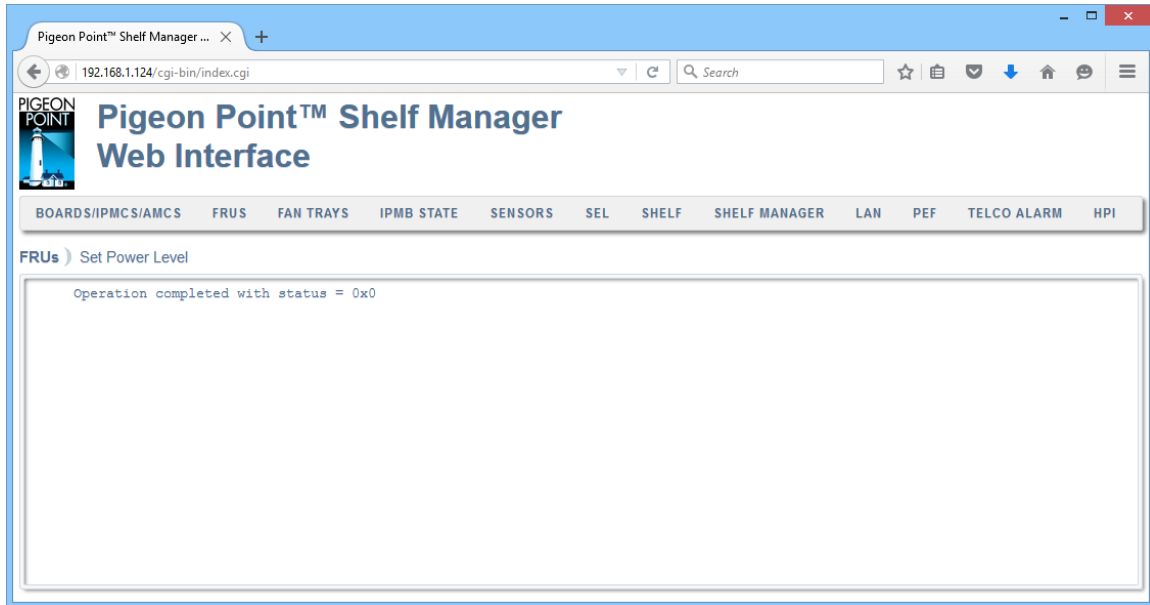 Pigeon Point™ Shelf Manager ...
192.168.1.124/cgi-bin/index.cgi
Search
PIGEON
POINT
Pigeon Point™ Shelf Manager
Web Interface
BOARDS/IPMCS/AMCS FRUS FAN TRAYS IPMB STATE SENSORS SEL SHELF SHELF MANAGER LAN PEF TELCO ALARM HPI
FRUs Set Power Level
Operation completed with status = 0x0